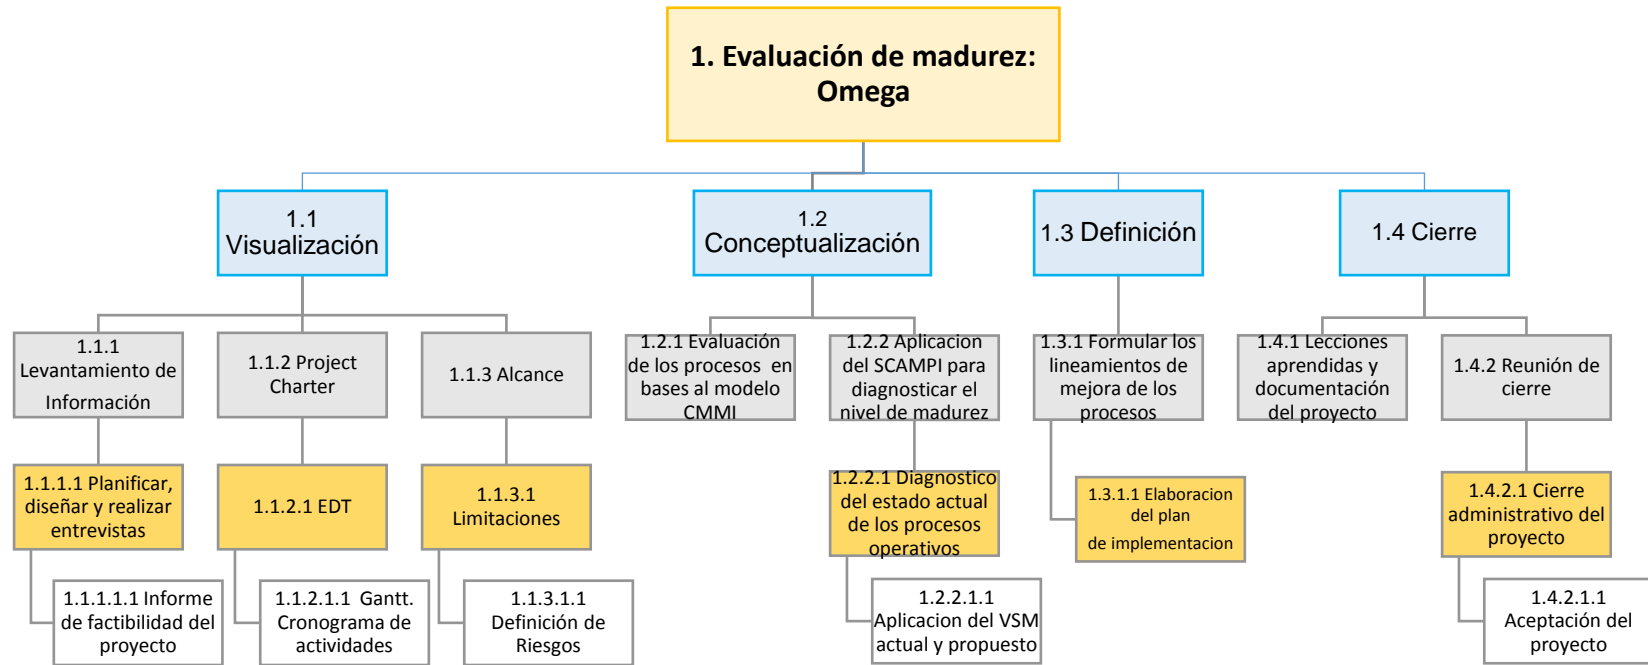 1. Evaluación de madurez:
Omega
1.1
Visualización
1.2
Conceptualización
1.3 Definición
1.4 Cierre
1.1.1
Levantamiento de
Información
1.1.2 Project
Charter
1.1.3 Alcance
1.2.1 Evaluación
de los procesos en
bases al modelo
CMMI
1.2.2 Aplicacion
del SCAMPI para
diagnosticar el
nivel de madurez
1.3.1 Formular los
lineamientos de
mejora de los
procesos
1.4.1 Lecciones
aprendidas y
documentación
del proyecto
1.4.2 Reunión de
cierre
1.1.1.1 Planificar,
diseñar y realizar
entrevistas
1.1.2.1 EDT
1.1.3.1
Limitaciones
1.2.2.1 Diagnostico
del estado actual
de los procesos
operativos
1.3.1.1 Elaboracion
del plan
de implementacion
1.4.2.1 Cierre
administrativo del
proyecto
1.1.1.1.1 Informe
de factibilidad del
proyecto
1.1.2.1.1 Gantt.
Cronograma de
actividades
1.1.3.1.1
Definición de
Riesgos
1.2.2.1.1
Aplicacion del VSM
actual y propuesto
1.4.2.1.1
Aceptación del
proyecto